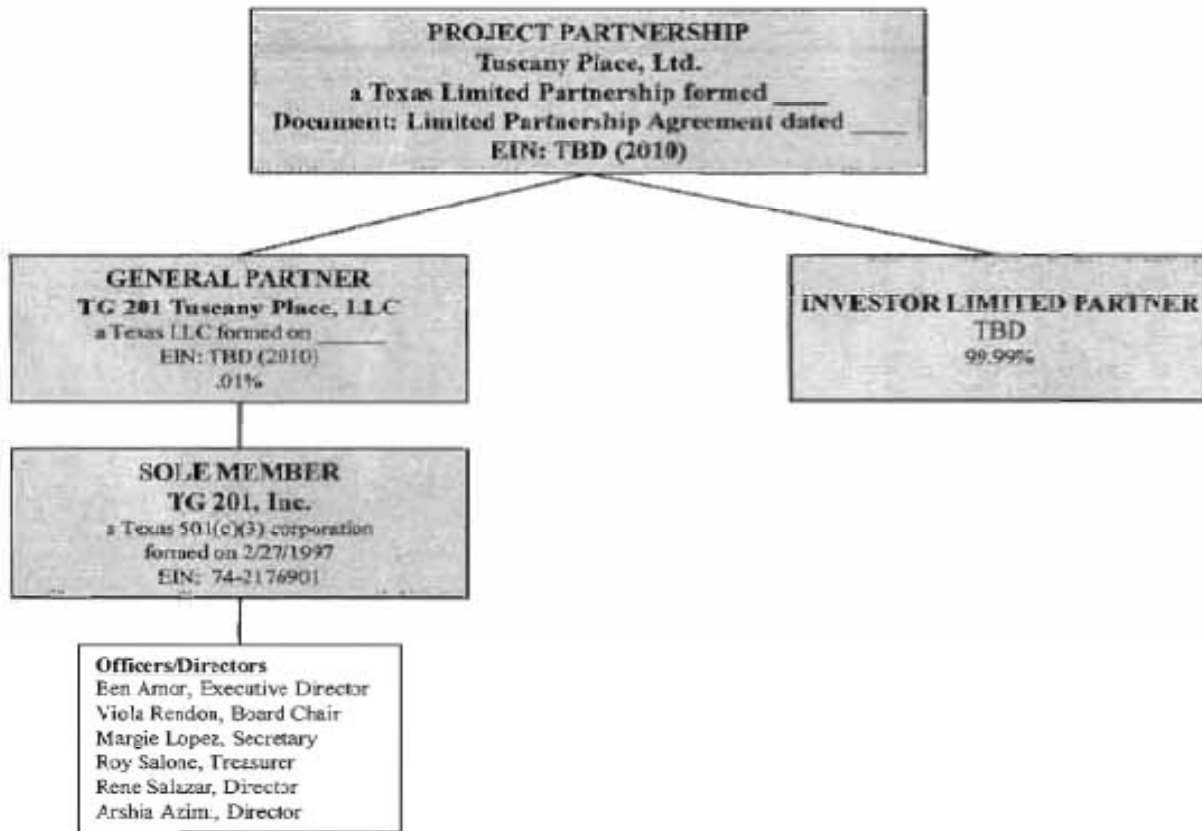 PROJECT PARTNERSHIP
Tuscany Place, Ltd.
a Texas Limited Partnership formed ____
Document: Limited Partnership Agreement dated ____
EIN: TBD (2010)
GENERAL PARTNER
TG 201 Tuscany Place, LLC
a Texas LLC formed on _____
EIN: TBD (2010)
.01%
INVESTOR LIMITED PARTNER
TBD
99.99%
SOLE MEMBER
TG 201, Inc.
a Texas 501(c)(3) corporation
formed on 2/27/1997
EIN: 74-2176901
Officers/Directors
Ben Amor, Executive Director
Viola Rendon, Board Chair
Margie Lopez, Secretary
Roy Salone, Treasurer
Rene Salazar, Director
Arshia Azimi, Director